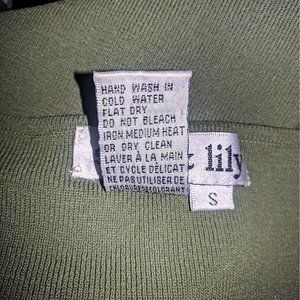 HAND WASH IN
COLD WATER
FLAT DRY
DO NOT BLEACH
IRON MEDIUM HEAT
OR DRY CLEAN
LAVER À LA MAIN
ET CYCLE DÉLICAT
NE PAS UTILISER DE
lily
S